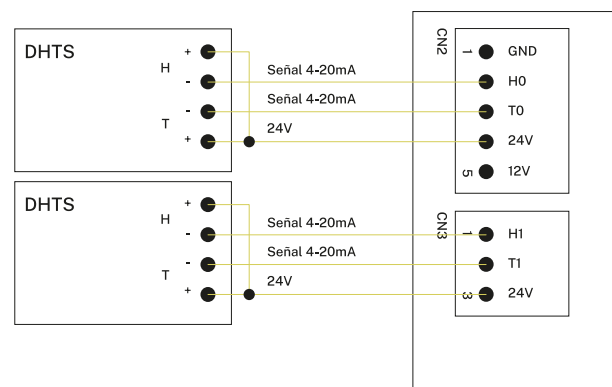 DHTS
H
T
+
-
-
+
Señal 4-20mA
Señal 4-20mA
24V
CN2
1 GND
H0
T0
24V
5 12V
DHTS
H
T
+
-
-
+
Señal 4-20mA
Señal 4-20mA
24V
CN3
1 H1
T1
3 24V